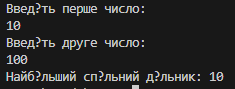 Введ?ть перше число:
10
Введ?ть друге число:
100
Найб?льший сп?льний д?льник: 10